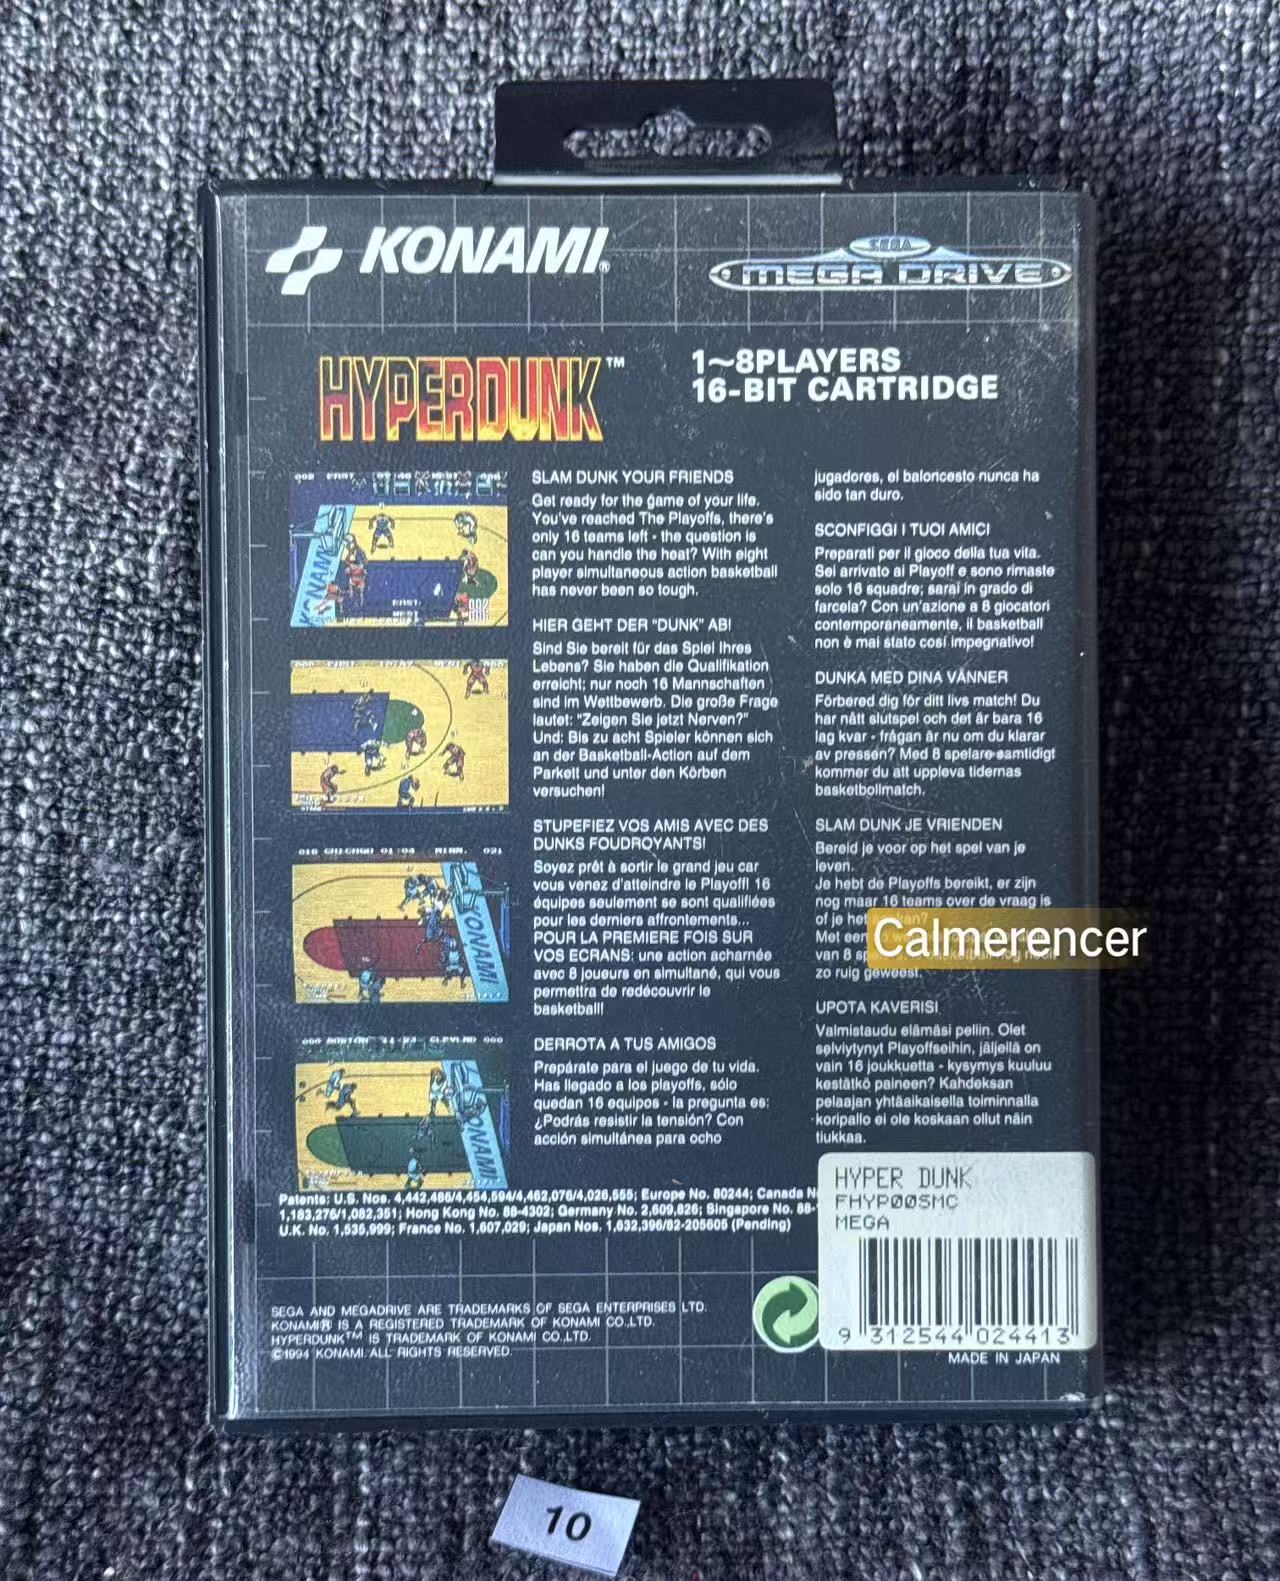 KONAMI®
SEGA
MEGA DRIVE
HYPERDUNK™
1~8PLAYERS
16-BIT CARTRIDGE
SLAM DUNK YOUR FRIENDS
Get ready for the game of your life.
You've reached The Playoffs, there's
only 16 teams left - the question is
can you handle the heat? With eight
player simultaneous action basketball
has never been so tough.
HIER GEHT DER "DUNK" AB!
Sind Sie bereit für das Spiel Ihres
Lebens? Sie haben die Qualifikation
erreicht; nur noch 16 Mannschaften
sind im Wettbewerb. Die große Frage
lautet: "Zeigen Sie jetzt Nerven?"
Und: Bis zu acht Spieler können sich
an der Basketball-Action auf dem
Parkett und unter den Körben
versuchen!
STUPEFIEZ VOS AMIS AVEC DES
DUNKS FOUDROYANTS!
Soyez prêt à sortir le grand jeu car
vous venez d'atteindre le Playoff! 16
équipes seulement se sont qualifiées
pour les derniers affrontements...
POUR LA PREMIERE FOIS SUR
VOS ECRANS: une action acharnée
avec 8 joueurs en simultané, qui vous
permettra de redécouvrir le
basketball!
DERROTA A TUS AMIGOS
Prepárate para el juego de tu vida.
Has llegado a los playoffs, sólo
quedan 16 equipos - la pregunta es:
¿Podrás resistir la tensión? Con
acción simultánea para ocho
jugadores, el baloncesto nunca ha
sido tan duro.
SCONFIGGI I TUOI AMICI
Preparati per il gioco della tua vita.
Sei arrivato ai Playoff e sono rimaste
solo 16 squadre; sarai in grado di
farcela? Con un'azione a 8 giocatori
contemporaneamente, il basketball
non è mai stato cosí impegnativo!
DUNKA MED DINA VÄNNER
Förbered dig för ditt livs match! Du
har nått slutspel och det är bara 16
lag kvar - frågan är nu om du klarar
av pressen? Med 8 spelare samtidigt
kommer du att uppleva tidernas
basketbollmatch.
SLAM DUNK JE VRIENDEN
Bereid je voor op het spel van je
leven.
Je hebt de Playoffs bereikt, er zijn
nog maar 16 teams over de vraag is
of je het kan?
Met een
van 8
zo ruig geweest.
Calmerencer
UPOTA KAVERISI
Valmistaudu elämäsi peliin. Olet
selviytynyt Playoffseihin, jäljellä on
vain 16 joukkuetta - kysymys kuuluu
kestätkö paineen? Kahdeksan
pelaajan yhtäaikaisella toiminnalla
koripallo ei ole koskaan ollut näin
tiukkaa.
KONAMI
KONAMI
KONAMI
Patents: U.S. Nos. 4,442,486/4,454,594/4,462,076/4,026,555; Europe No. 80244; Canada
1,183,276/1,082,351; Hong Kong No. 88-4302; Germany No. 2,609,826; Singapore No. 88-
U.K. No. 1,535,999; France No. 1,607,029; Japan Nos. 1,632,396/82-205605 (Pending)
HYPER DUNK
FHYP00SMC
MEGA
9 312544 024413
SEGA AND MEGADRIVE ARE TRADEMARKS OF SEGA ENTERPRISES LTD.
KONAMI® IS A REGISTERED TRADEMARK OF KONAMI CO.,LTD.
HYPERDUNK™ IS TRADEMARK OF KONAMI CO.,LTD.
©1994 KONAMI. ALL RIGHTS RESERVED.
MADE IN JAPAN
10